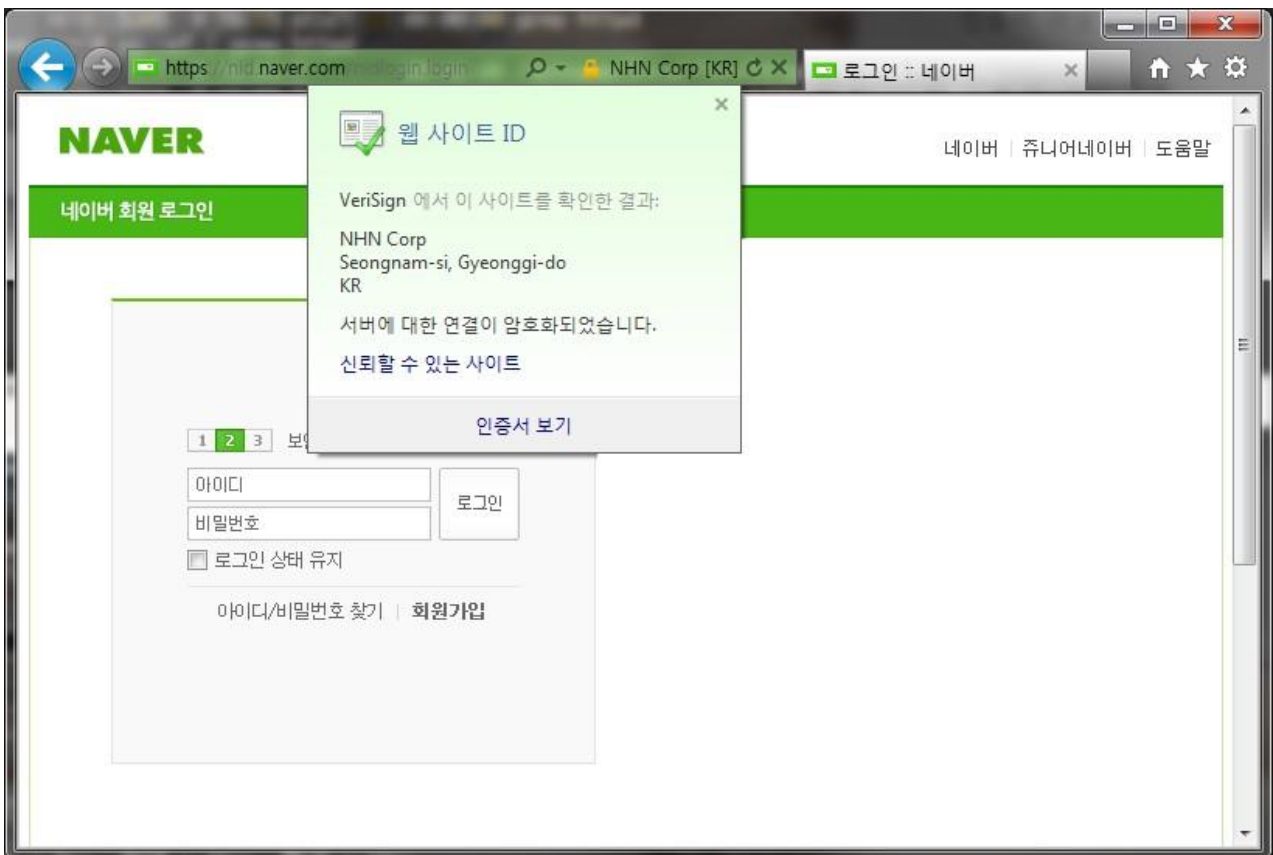 https://nid.naver.com/nidlogin.login
NHN Corp [KR]
로그인 :: 네이버
NAVER
네이버 | 쥬니어네이버 | 도움말
네이버 회원 로그인
웹 사이트 ID
VeriSign 에서 이 사이트를 확인한 결과:
NHN Corp
Seongnam-si, Gyeonggi-do
KR
서버에 대한 연결이 암호화되었습니다.
신뢰할 수 있는 사이트
인증서 보기
1 2 3
아이디
비밀번호
로그인
로그인 상태 유지
아이디/비밀번호 찾기 | 회원가입